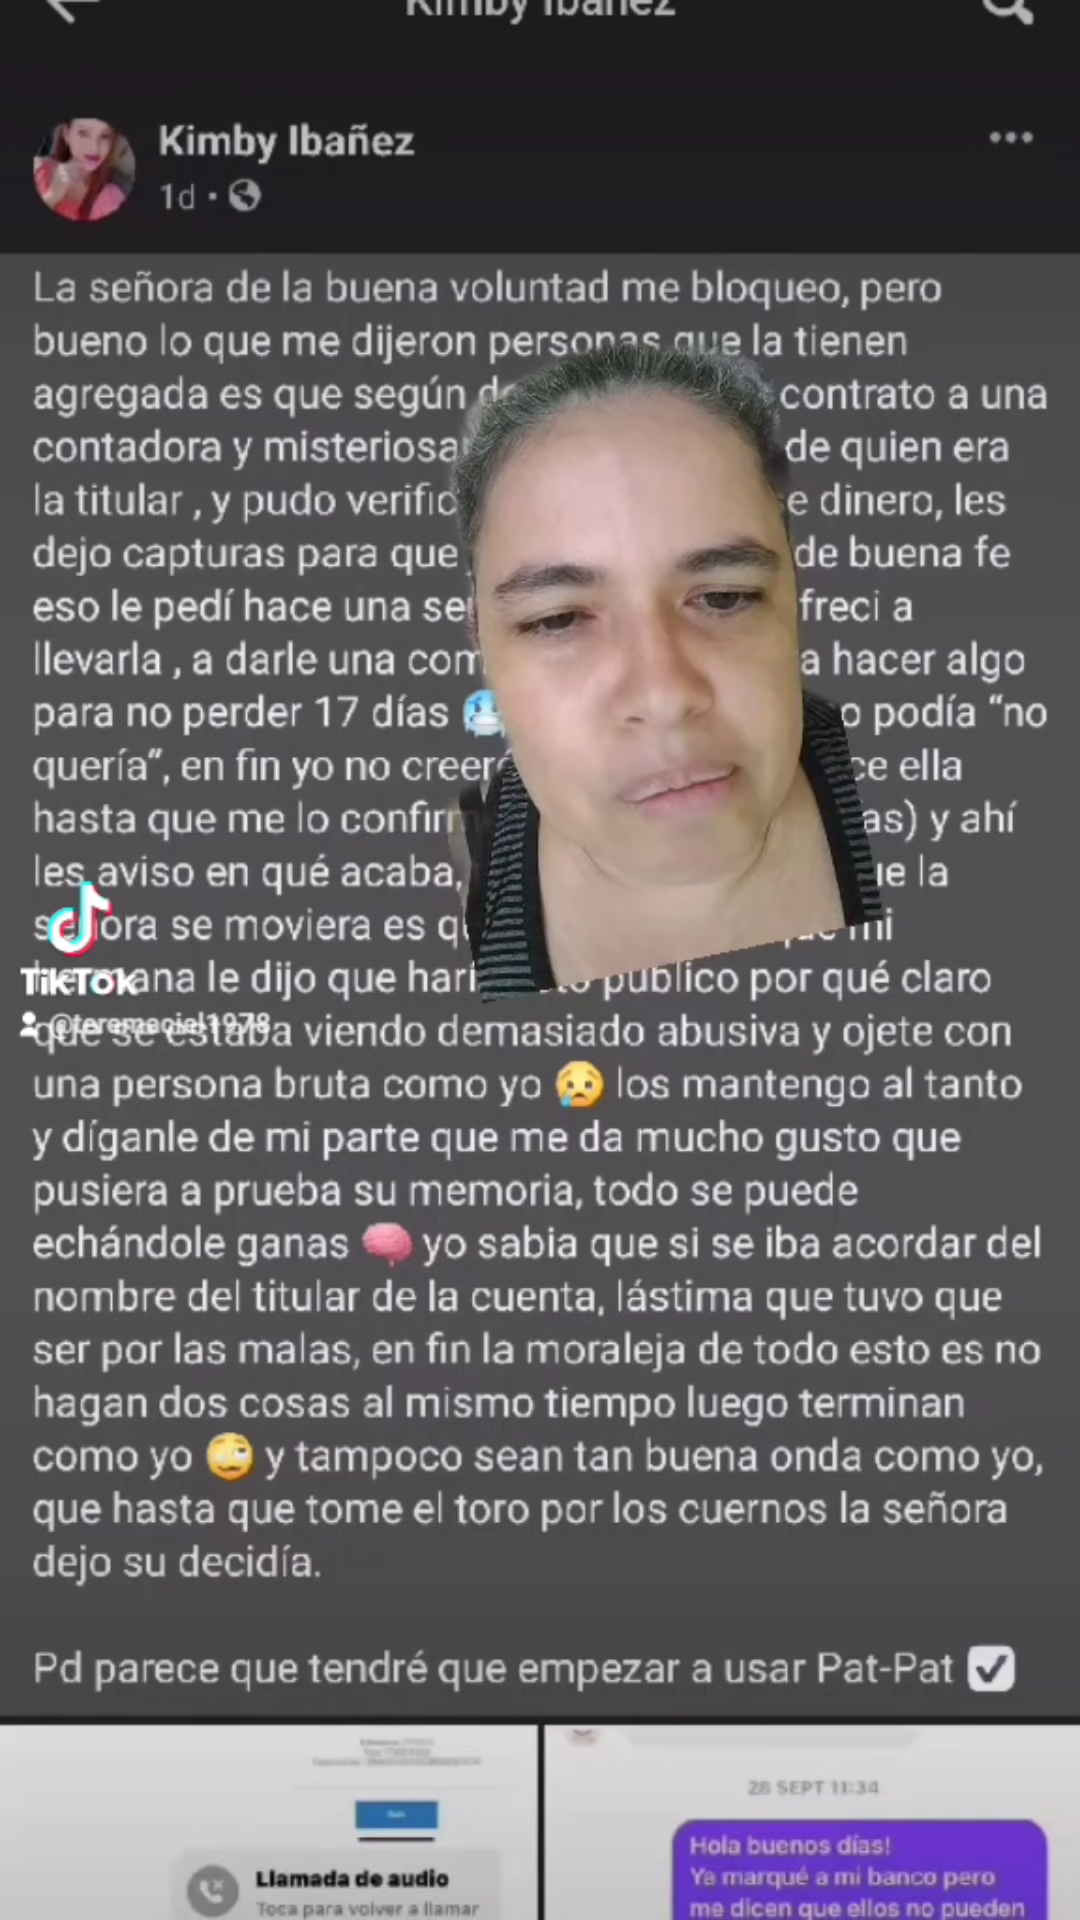 Kimby Ibañez
Kimby Ibañez
1d
La señora de la buena voluntad me bloqueo, pero
bueno lo que me dijeron personas que la tienen
agregada es que según contrato a una
contadora y de quien era
la titular , y pudo e dinero, les
dejo capturas para que de buena fe
eso le pedí hace una freci a
llevarla , a darle una a hacer algo
para no perder 17 días 🥶 o podía “no
quería“, en fin yo no ce ella
hasta que me lo as) y ahí
les aviso en qué acaba, ue la
señora se moviera es mi
TikTok
le dijo que publico por qué claro
@teremaciel1978
que se estaba viendo demasiado abusiva y ojete con
una persona bruta como yo 😢 los mantengo al tanto
y díganle de mi parte que me da mucho gusto que
pusiera a prueba su memoria, todo se puede
echándole ganas 🧠 yo sabia que si se iba acordar del
nombre del titular de la cuenta, lástima que tuvo que
ser por las malas, en fin la moraleja de todo esto es no
hagan dos cosas al mismo tiempo luego terminan
como yo 🙄 y tampoco sean tan buena onda como yo,
que hasta que tome el toro por los cuernos la señora
dejo su decidía.
Pd parece que tendré que empezar a usar Pat-Pat ☑
28 SEPT 11:34
Hola buenos días!
Ya marqué a mi banco pero
me dicen que ellos no pueden
Llamada de audio
Toca para volver a llamar